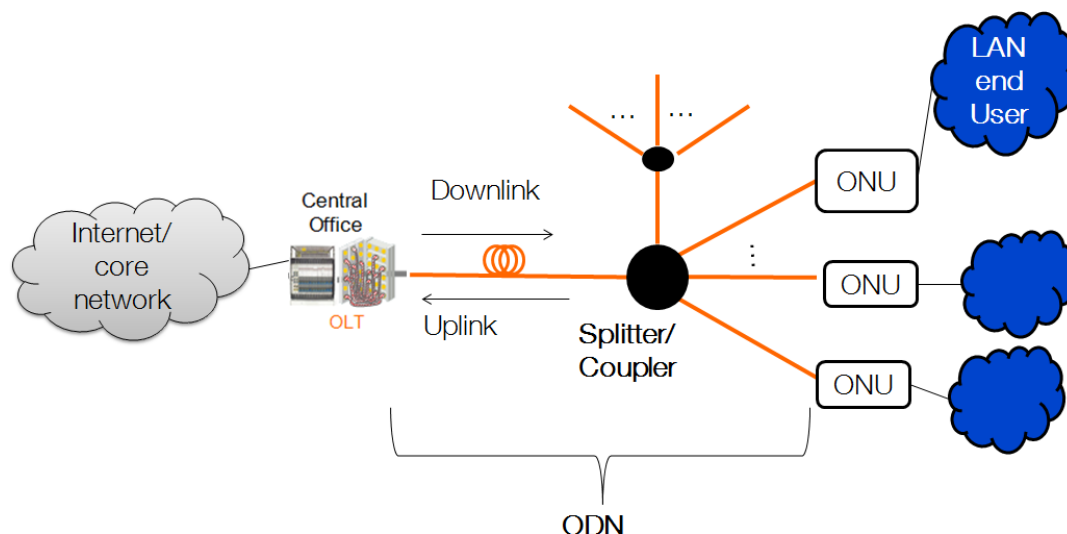 LAN
end
User
... ...
ONU
Downlink
Central
Office
Internet/
core
network
...
ONU
OLT
Uplink
Splitter/
Coupler
ONU
ODN